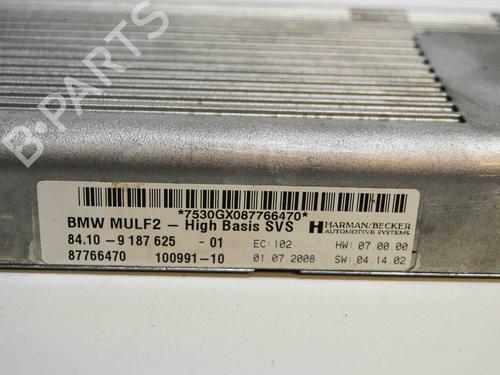 B-PARTS
*7530GX087766470*
BMW MULF2 – High Basis SVS
HARMAN/BECKER
AUTOMOTIVE SYSTEMS
84.10-9 187 625 -01 EC:102 HW: 07.00.00
87766470 100991-10 01.07.2008 SW: 04.14.02